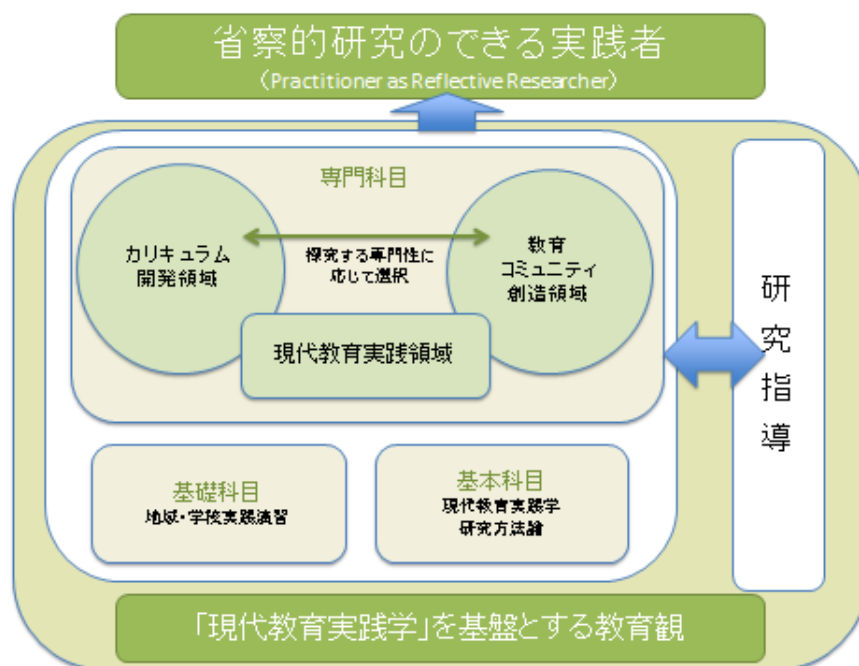 省察的研究のできる実践者
（Practitioner as Reflective Researcher）
専門科目
カリキュラム
開発領域
探究する専門性に
応じて選択
教育
コミュニティ
創造領域
現代教育実践領域
基礎科目
地域・学校実践演習
基本科目
現代教育実践学
研究方法論
研究指導
「現代教育実践学」を基盤とする教育観